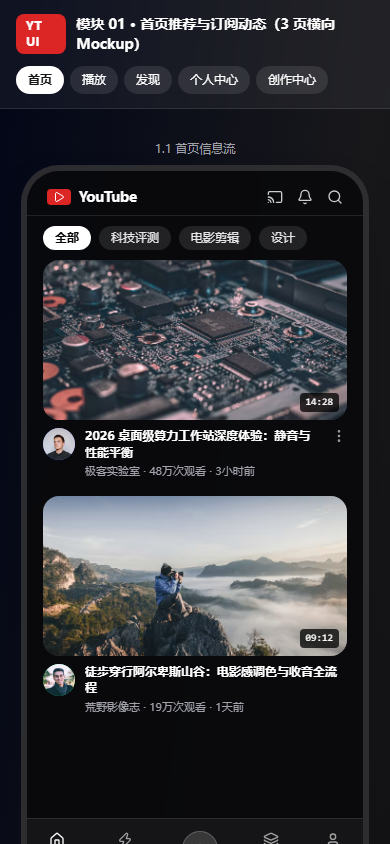 YT
UI
模块 01 • 首页推荐与订阅动态（3 页横向
Mockup）
首页
播放
发现
个人中心
创作中心
1.1 首页信息流
YouTube
全部
科技评测
电影剪辑
设计
14:28
2026 桌面级算力工作站深度体验：静音与
性能平衡
极客实验室 · 48万次观看 · 3小时前
09:12
徒步穿行阿尔卑斯山谷：电影感调色与收音全流
程
荒野影像志 · 19万次观看 · 1天前